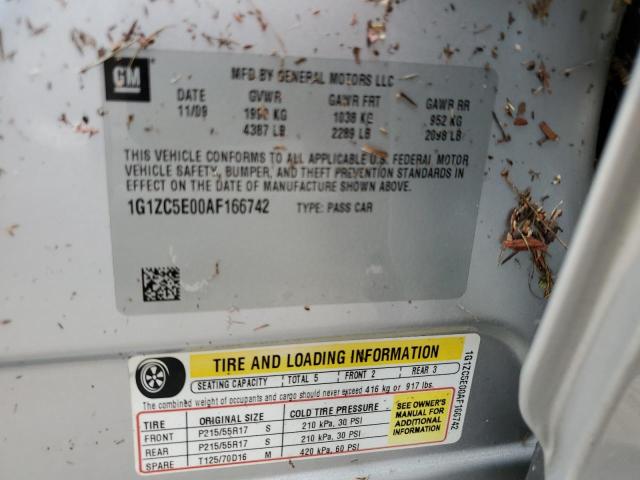 GM
MFD BY GENERAL MOTORS LLC
DATE GVWR GAWR FRT GAWR RR
11/09 1990 KG 1038 KG 952 KG
4387 LB 2289 LB 2098 LB
THIS VEHICLE CONFORMS TO ALL APPLICABLE U.S. FEDERAL MOTOR
VEHICLE SAFETY, BUMPER, AND THEFT PREVENTION STANDARDS IN
EFFECT ON THE DATE OF MANUFACTURE SHOWN ABOVE.
1G1ZC5E00AF166742 TYPE: PASS CAR
TIRE AND LOADING INFORMATION
SEATING CAPACITY TOTAL 5 FRONT 2 REAR 3
The combined weight of occupants and cargo should never exceed 416 kg or 917 lbs.
TIRE ORIGINAL SIZE COLD TIRE PRESSURE
FRONT P215/55R17 S 210 kPa, 30 PSI
REAR P215/55R17 S 210 kPa, 30 PSI
SPARE T125/70D16 M 420 kPa, 60 PSI
SEE OWNER'S
MANUAL FOR
ADDITIONAL
INFORMATION
1G1ZC5E00AF166742